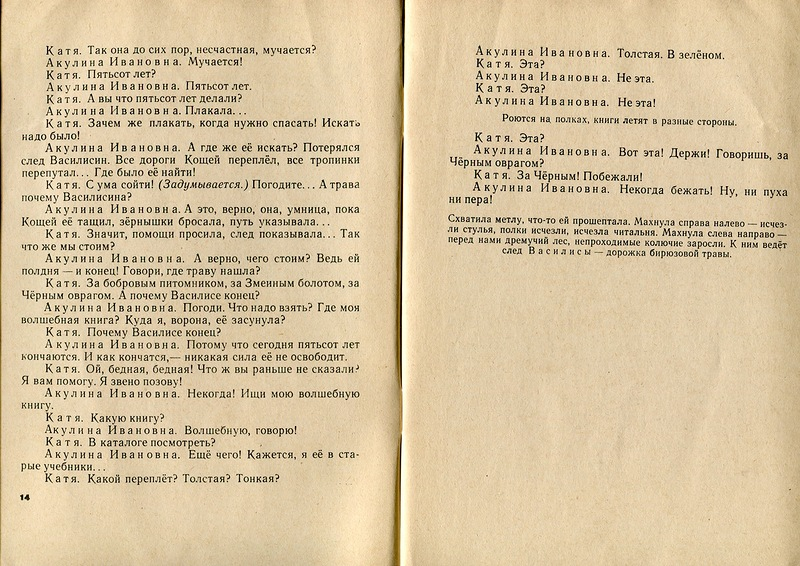 Катя. Так она до сих пор, несчастная, мучается?
Акулина Ивановна. Мучается!
Катя. Пятьсот лет?
Акулина Ивановна. Пятьсот лет.
Катя. А вы что пятьсот лет делали?
Акулина Ивановна. Плакала...
Катя. Зачем же плакать, когда нужно спасать! Искать
надо было!
Акулина Ивановна. А где же её искать? Потерялся
след Василисин. Все дороги Кощей переплёл, все тропинки
перепутал... Где было её найти!
Катя. С ума сойти! (Задумывается.) Погодите... А трава
почему Василисина?
Акулина Ивановна. А это, верно, она, умница, пока
Кощей её тащил, зёрнышки бросала, путь указывала...
Катя. Значит, помощи просила, след показывала... Так
что же мы стоим?
Акулина Ивановна. А верно, чего стоим? Ведь ей
полдня — и конец! Говори, где траву нашла?
Катя. За бобровым питомником, за Змеиным болотом, за
Чёрным оврагом. А почему Василисе конец?
Акулина Ивановна. Погоди. Что надо взять? Где моя
волшебная книга? Куда я, ворона, её засунула?
Катя. Почему Василисе конец?
Акулина Ивановна. Потому что сегодня пятьсот лет
кончаются. И как кончатся,— никакая сила её не освободит.
Катя. Ой, бедная, бедная! Что ж вы раньше не сказали?
Я вам помогу. Я звено позову!
Акулина Ивановна. Некогда! Ищи мою волшебную
книгу.
Катя. Какую книгу?
Акулина Ивановна. Волшебную, говорю!
Катя. В каталоге посмотреть?
Акулина Ивановна. Ещё чего! Кажется, я её в ста-
рые учебники...
Катя. Какой переплёт? Толстая? Тонкая?
14
Акулина Ивановна. Толстая. В зелёном.
Катя. Эта?
Акулина Ивановна. Не эта.
Катя. Эта?
Акулина Ивановна. Не эта!
Роются на полках, книги летят в разные стороны.
Катя. Эта?
Акулина Ивановна. Вот эта! Держи! Говоришь, за
Чёрным оврагом?
Катя. За Чёрным! Побежали!
Акулина Ивановна. Некогда бежать! Ну, ни пуха
ни пера!
Схватила метлу, что-то ей прошептала. Махнула справа налево — исчез-
ли стулья, полки исчезли, исчезла читальня. Махнула слева направо —
перед нами дремучий лес, непроходимые колючие заросли. К ним ведёт
след Василисы — дорожка бирюзовой травы.